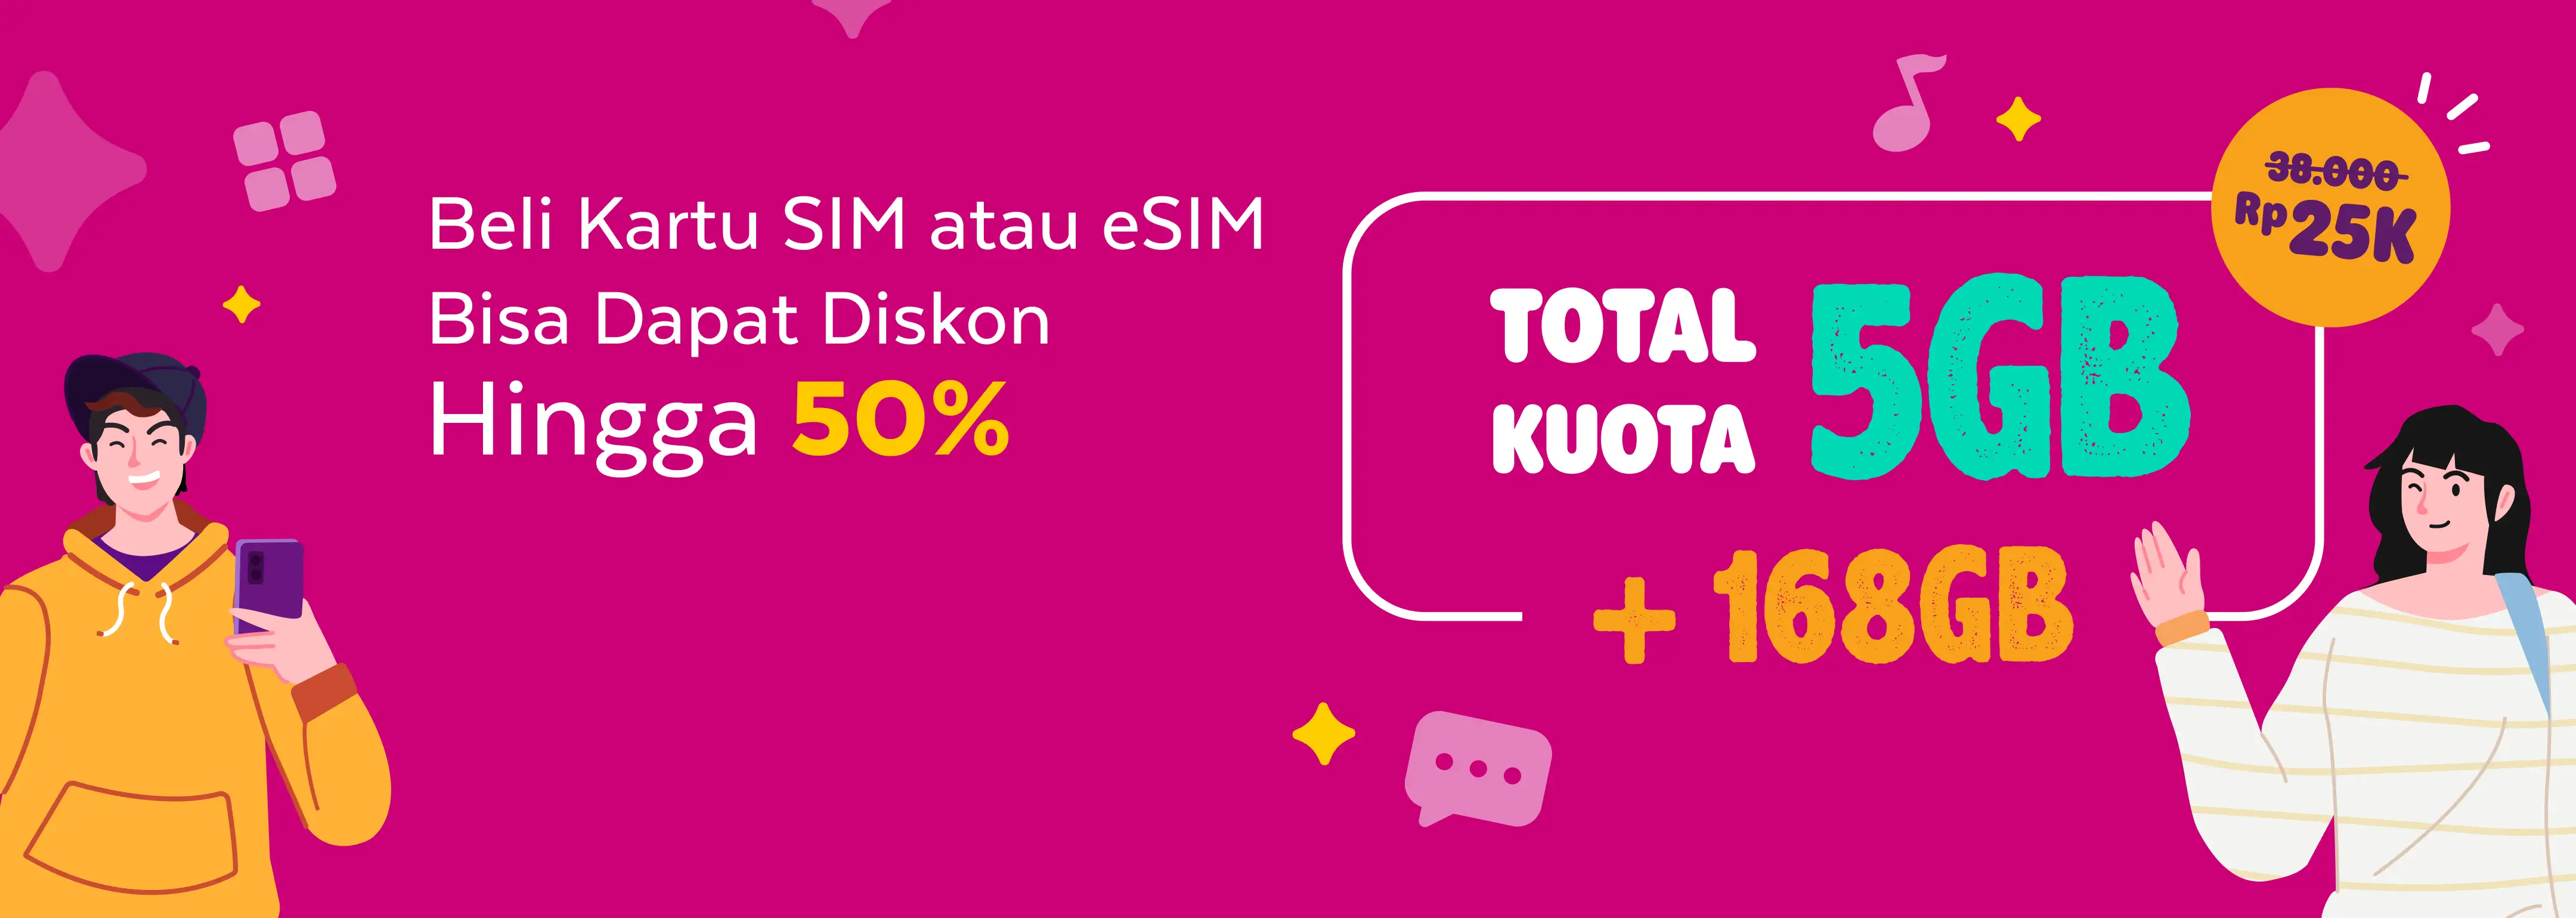 Beli Kartu SIM atau eSIM
Bisa Dapat Diskon
Hingga 50%
38.000
Rp25K
TOTAL
KUOTA
5GB
+ 168GB